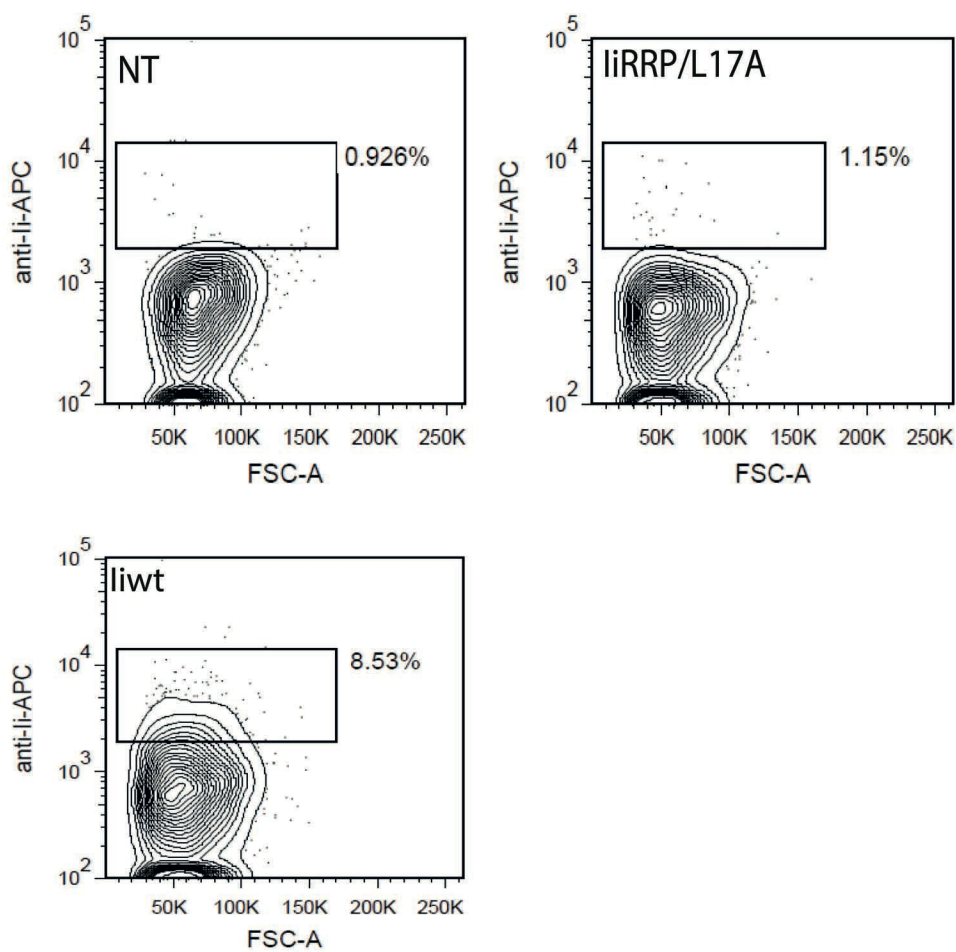 NT
0.926%
10^5
10^4
10^3
10^2
anti-Ii-APC
50K 100K 150K 200K 250K
FSC-A
IiRRP/L17A
1.15%
10^5
10^4
10^3
10^2
anti-Ii-APC
50K 100K 150K 200K 250K
FSC-A
Iiwt
8.53%
10^5
10^4
10^3
10^2
anti-Ii-APC
50K 100K 150K 200K 250K
FSC-A